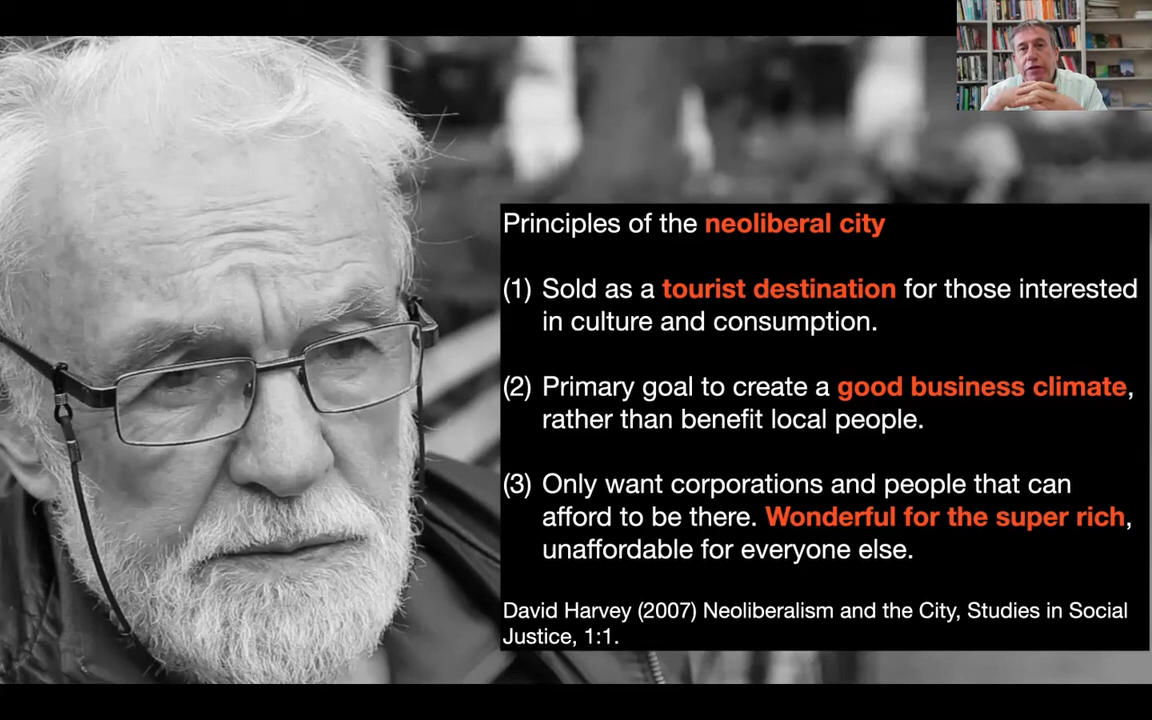 Principles of the neoliberal city
(1) Sold as a tourist destination for those interested
in culture and consumption.
(2) Primary goal to create a good business climate,
rather than benefit local people.
(3) Only want corporations and people that can
afford to be there. Wonderful for the super rich,
unaffordable for everyone else.
David Harvey (2007) Neoliberalism and the City, Studies in Social
Justice, 1:1.